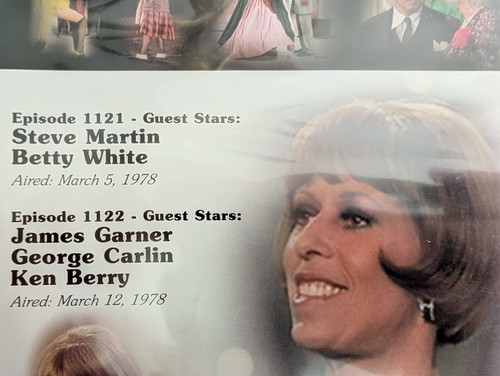 Episode 1121 - Guest Stars:
Steve Martin
Betty White
Aired: March 5, 1978
Episode 1122 - Guest Stars:
James Garner
George Carlin
Ken Berry
Aired: March 12, 1978